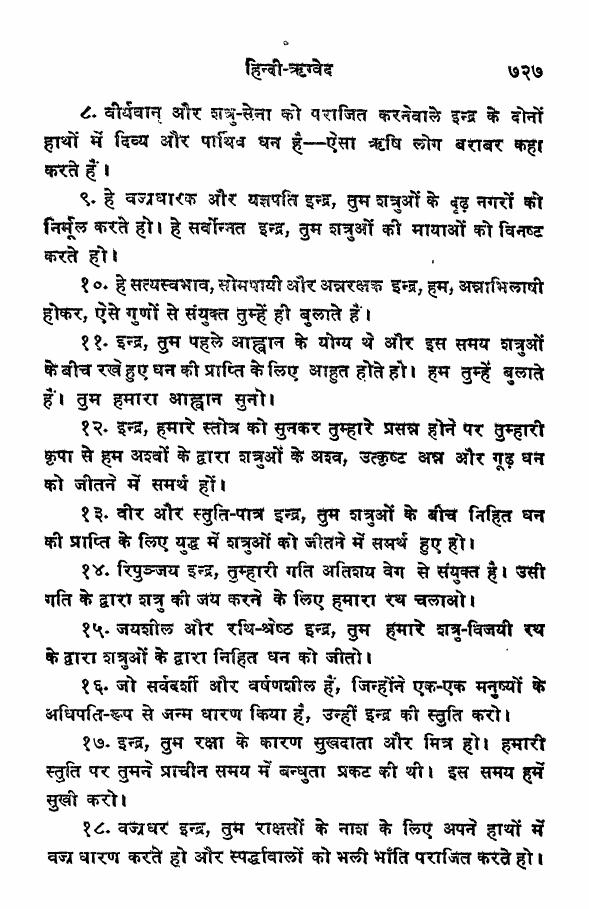 हिन्दी-ऋग्वेद ७२७
८. वीर्यवान् और शत्रु-सेना को पराजित करनेवाले इन्द्र के दोनों
हाथों में दिव्य और पार्थिव धन है—ऐसा ऋषि लोग बराबर कहा
करते हैं।
९. हे वज्रधारक और यज्ञपति इन्द्र, तुम शत्रुओं के दृढ़ नगरों को
निर्मूल करते हो। हे सर्वोन्नत इन्द्र, तुम शत्रुओं की मायाओं को विनष्ट
करते हो।
१०. हे सत्यस्वभाव, सोमपायी और अन्नरक्षक इन्द्र, हम, अन्नाभिलाषी
होकर, ऐसे गुणों से संयुक्त तुम्हें ही बुलाते हैं।
११. इन्द्र, तुम पहले आह्वान के योग्य थे और इस समय शत्रुओं
के बीच रखे हुए धन की प्राप्ति के लिए आहूत होते हो। हम तुम्हें बुलाते
हैं। तुम हमारा आह्वान सुनो।
१२. इन्द्र, हमारे स्तोत्र को सुनकर तुम्हारे प्रसन्न होने पर तुम्हारी
कृपा से हम अश्वों के द्वारा शत्रुओं के अश्व, उत्कृष्ट अन्न और गूढ़ धन
को जीतने में समर्थ हों।
१३. वीर और स्तुति-पात्र इन्द्र, तुम शत्रुओं के बीच निहित धन
की प्राप्ति के लिए युद्ध में शत्रुओं को जीतने में समर्थ हुए हो।
१४. रिपुञ्जय इन्द्र, तुम्हारी गति अतिशय वेग से संयुक्त है। उसी
गति के द्वारा शत्रु की जय करने के लिए हमारा रथ चलाओ।
१५. जयशील और रथि-श्रेष्ठ इन्द्र, तुम हमारे शत्रु-विजयी रथ
के द्वारा शत्रुओं के द्वारा निहित धन को जीतो।
१६. जो सर्वदर्शी और वर्षणशील हैं, जिन्होंने एक-एक मनुष्यों के
अधिपति-रूप से जन्म धारण किया है, उन्हीं इन्द्र की स्तुति करो।
१७. इन्द्र, तुम रक्षा के कारण सुखदाता और मित्र हो। हमारी
स्तुति पर तुमने प्राचीन समय में बन्धुता प्रकट की थी। इस समय हमें
सुखी करो।
१८. वज्रधर इन्द्र, तुम राक्षसों के नाश के लिए अपने हाथों में
वज्र धारण करते हो और स्पर्द्धावालों को भली भाँति पराजित करते हो।